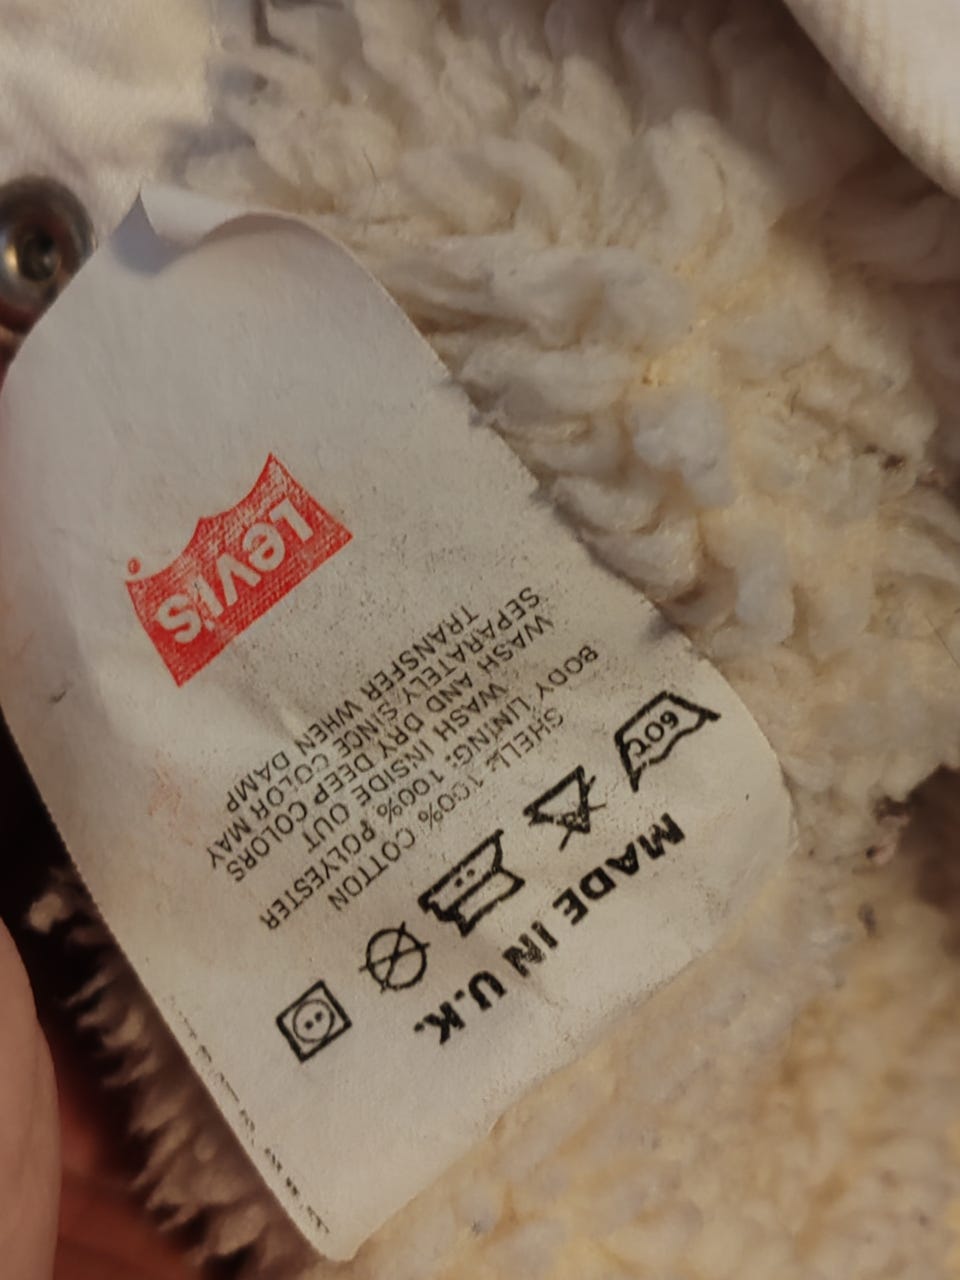 MADE IN U.K.
60C
SHELL: 100% COTTON
BODY LINING: 100% POLYESTER
WASH INSIDE OUT
WASH AND DRY DEEP COLORS
SEPARATELY SINCE COLOR MAY
TRANSFER WHEN DAMP
Levi's